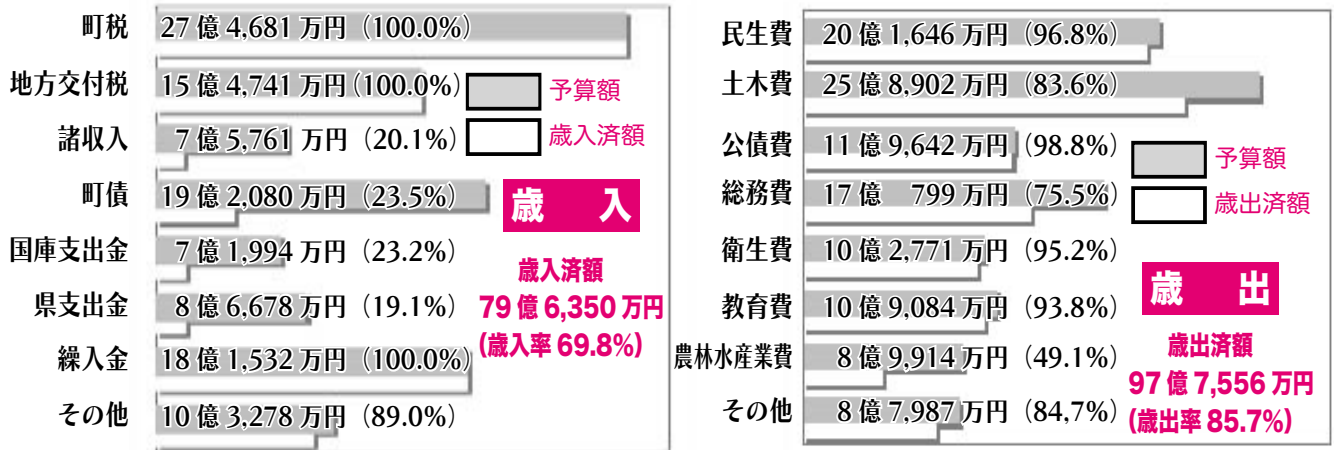 町税 27億4,681万円（100.0%）
地方交付税 15億4,741万円（100.0%）
諸収入 7億5,761万円（20.1%）
町債 19億2,080万円（23.5%）
国庫支出金 7億1,994万円（23.2%）
県支出金 8億6,678万円（19.1%）
繰入金 18億1,532万円（100.0%）
その他 10億3,278万円（89.0%）
予算額
歳入済額
歳　入
歳入済額
79億6,350万円
(歳入率69.8%)
民生費 20億1,646万円（96.8%）
土木費 25億8,902万円（83.6%）
公債費 11億9,642万円（98.8%）
総務費 17億　799万円（75.5%）
衛生費 10億2,771万円（95.2%）
教育費 10億9,084万円（93.8%）
農林水産業費 8億9,914万円（49.1%）
その他 8億7,987万円（84,7%）
予算額
歳出済額
歳　出
歳出済額
97億7,556万円
(歳出率85.7%)